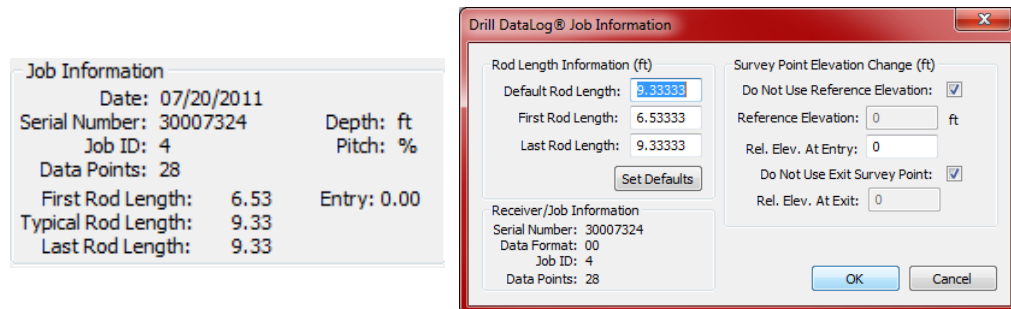 Job Information
Date: 07/20/2011
Serial Number: 30007324 Depth: ft
Job ID: 4 Pitch: %
Data Points: 28
First Rod Length: 6.53 Entry: 0.00
Typical Rod Length: 9.33
Last Rod Length: 9.33
Drill DataLog® Job Information
Rod Length Information (ft)
Default Rod Length: 9.33333
First Rod Length: 6.53333
Last Rod Length: 9.33333
Set Defaults
Receiver/Job Information
Serial Number: 30007324
Data Format: 00
Job ID: 4
Data Points: 28
Survey Point Elevation Change (ft)
Do Not Use Reference Elevation:
Reference Elevation: 0 ft
Rel. Elev. At Entry: 0
Do Not Use Exit Survey Point:
Rel. Elev. At Exit: 0
OK Cancel